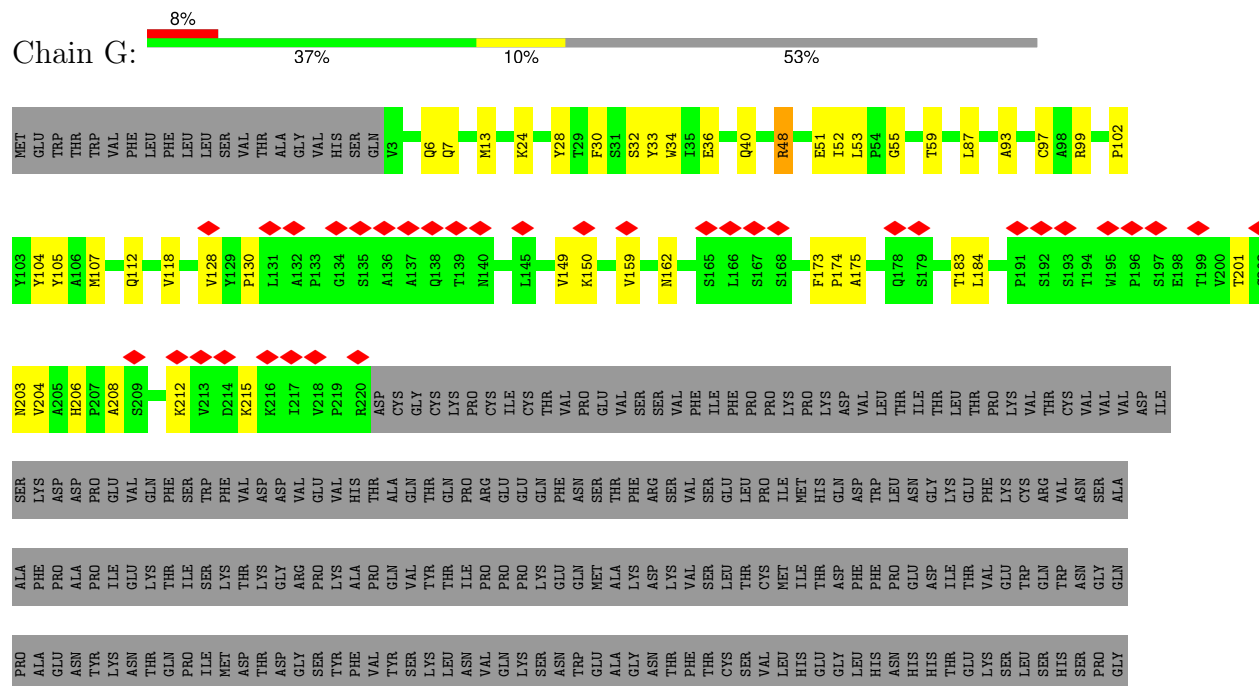 8%
Chain G:
37% 10% 53%
MET GLU TRP THR THR TRP VAL PHE LEU PHE LEU LEU SER VAL THR ALA GLY VAL HIS SER GLN V3 Q6 Q7 M13 K24 Y28 T29 F30 S31 S32 Y33 W34 I35 E36 Q40 R48 E51 I52 L53 P54 G55 T59 L87 A93 C97 A98 R99 P102
Y103 Y104 Y105 A106 M107 Q112 V118 V128 Y129 P130 L131 A132 P133 G134 S135 A136 A137 Q138 T139 N140 L145 V149 K150 V159 N162 S165 L166 S167 S168 F173 P174 A175 Q178 S179 T183 L184 P191 S192 S193 T194 W195 P196 S197 E198 T199 V200 T201
N203 V204 A205 H206 P207 A208 S209 K212 V213 D214 K215 K216 I217 V218 P219 R220 ASP CYS GLY CYS LYS PRO CYS ILE CYS THR VAL PRO GLU VAL SER SER VAL PHE ILE PHE PRO PRO LYS PRO LYS ASP VAL LEU THR ILE THR LEU THR PRO LYS VAL THR CYS VAL VAL VAL ASP ILE
SER LYS ASP ASP PRO GLU VAL GLN PHE SER TRP PHE VAL ASP ASP VAL GLU VAL HIS THR ALA GLN THR GLN PRO ARG GLU GLU GLN PHE ASN SER THR PHE ARG SER VAL SER GLU LEU PRO ILE MET HIS GLN ASP TRP LEU ASN GLY LYS GLU PHE LYS CYS ARG VAL ASN SER ALA
ALA PHE PRO ALA PRO ILE GLU LYS THR ILE SER LYS THR LYS GLY ARG PRO LYS ALA PRO GLN VAL TYR THR ILE PRO PRO PRO LYS GLU GLN MET ALA LYS ASP LYS VAL SER LEU THR CYS MET ILE THR ASP PHE PHE PRO GLU ASP ILE THR VAL GLU TRP GLN TRP ASN GLY GLN
PRO ALA GLU ASN TYR LYS ASN THR GLN PRO ILE MET ASP THR ASP GLY SER TYR PHE VAL TYR SER LYS LEU ASN VAL GLN LYS SER ASN TRP GLU ALA GLY ASN THR PHE THR CYS SER VAL LEU HIS GLU GLY LEU HIS ASN HIS HIS THR GLU LYS SER LEU SER HIS SER PRO GLY